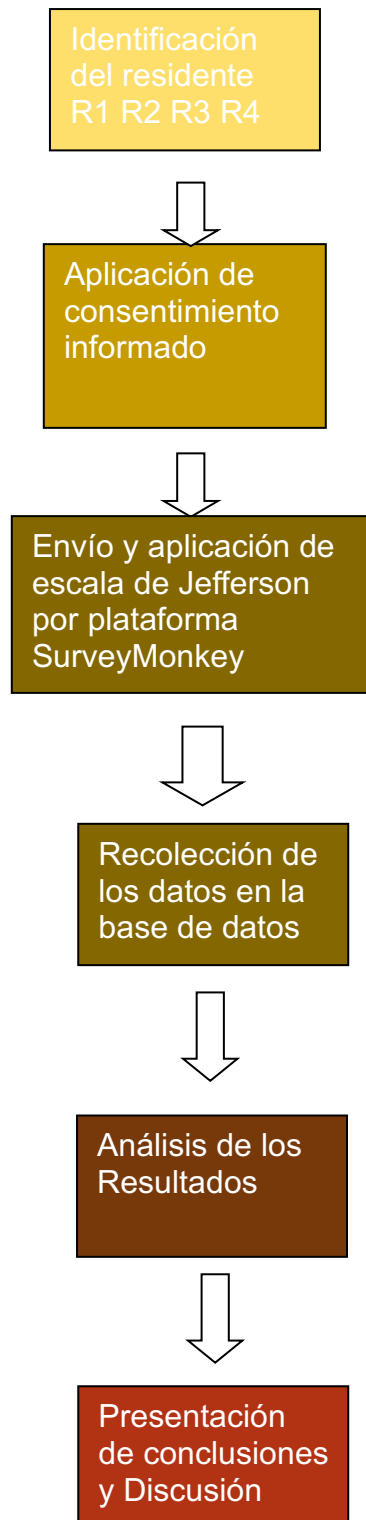 Identificación
del residente
R1 R2 R3 R4
Aplicación de
consentimiento
informado
Envío y aplicación de
escala de Jefferson
por plataforma
SurveyMonkey
Recolección de
los datos en la
base de datos
Análisis de los
Resultados
Presentación
de conclusiones
y Discusión